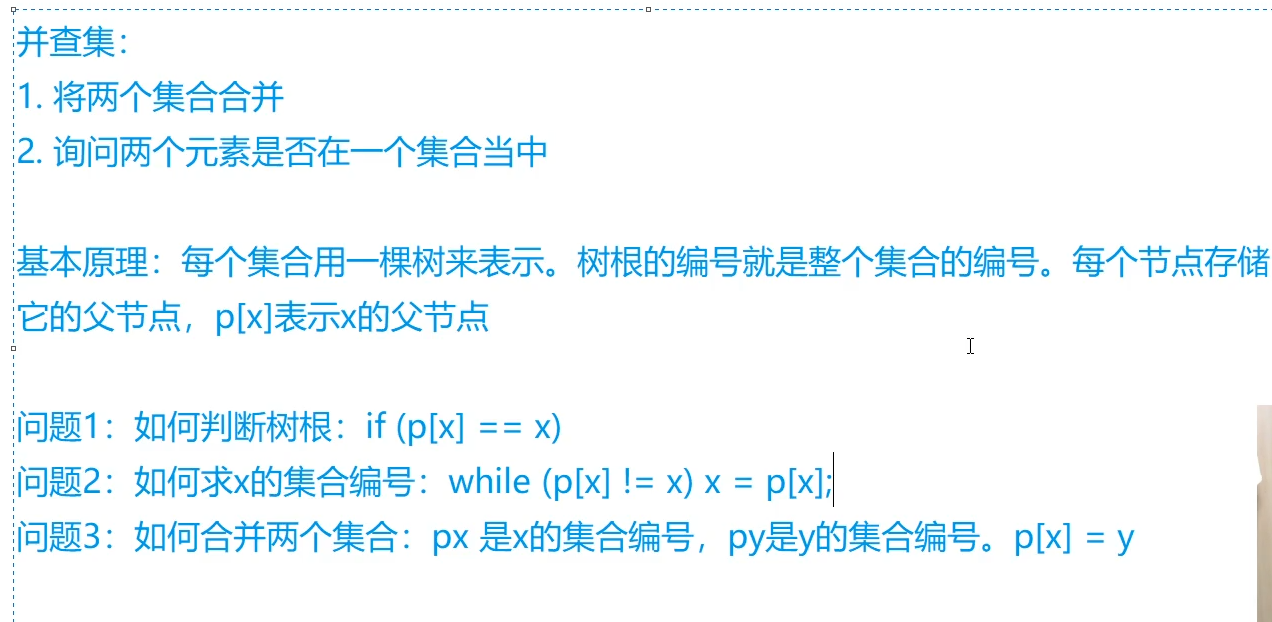 并查集：
1. 将两个集合合并
2. 询问两个元素是否在一个集合当中
基本原理：每个集合用一棵树来表示。树根的编号就是整个集合的编号。每个节点存储
它的父节点，p[x]表示x的父节点
问题1：如何判断树根：if (p[x] == x)
问题2：如何求x的集合编号：while (p[x] != x) x = p[x];
问题3：如何合并两个集合：px 是x的集合编号，py是y的集合编号。p[x] = y